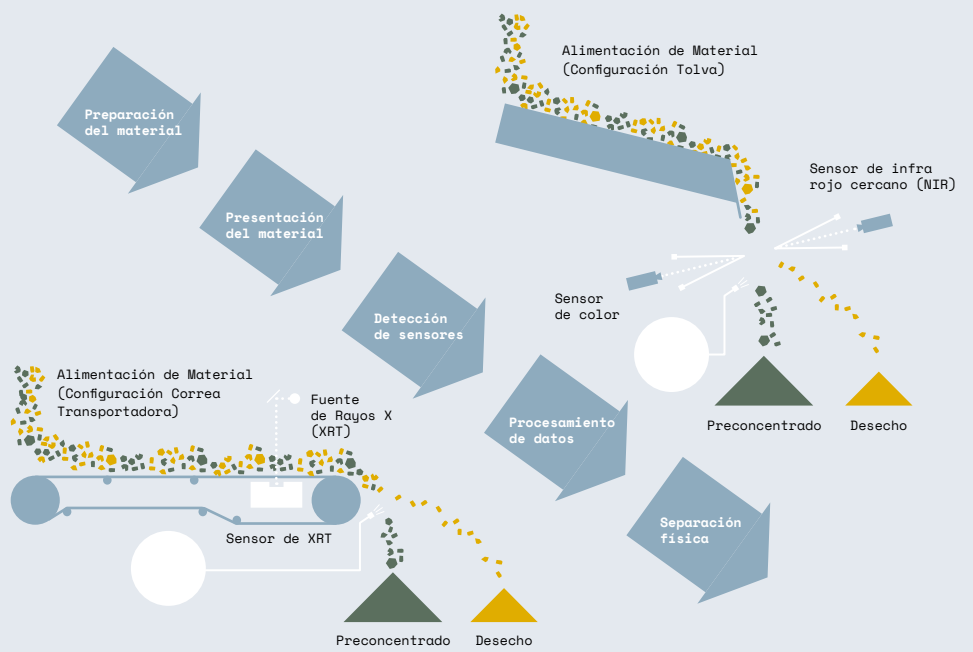 Alimentación de Material
(Configuración Tolva)
Preparación
del material
Sensor de infra
rojo cercano (NIR)
Presentación
del material
Sensor
de color
Detección
de sensores
Alimentación de Material
(Configuración Correa
Transportadora)
Fuente
de Rayos X
(XRT)
Procesamiento
de datos
Preconcentrado
Desecho
Separación
física
Sensor de XRT
Preconcentrado
Desecho